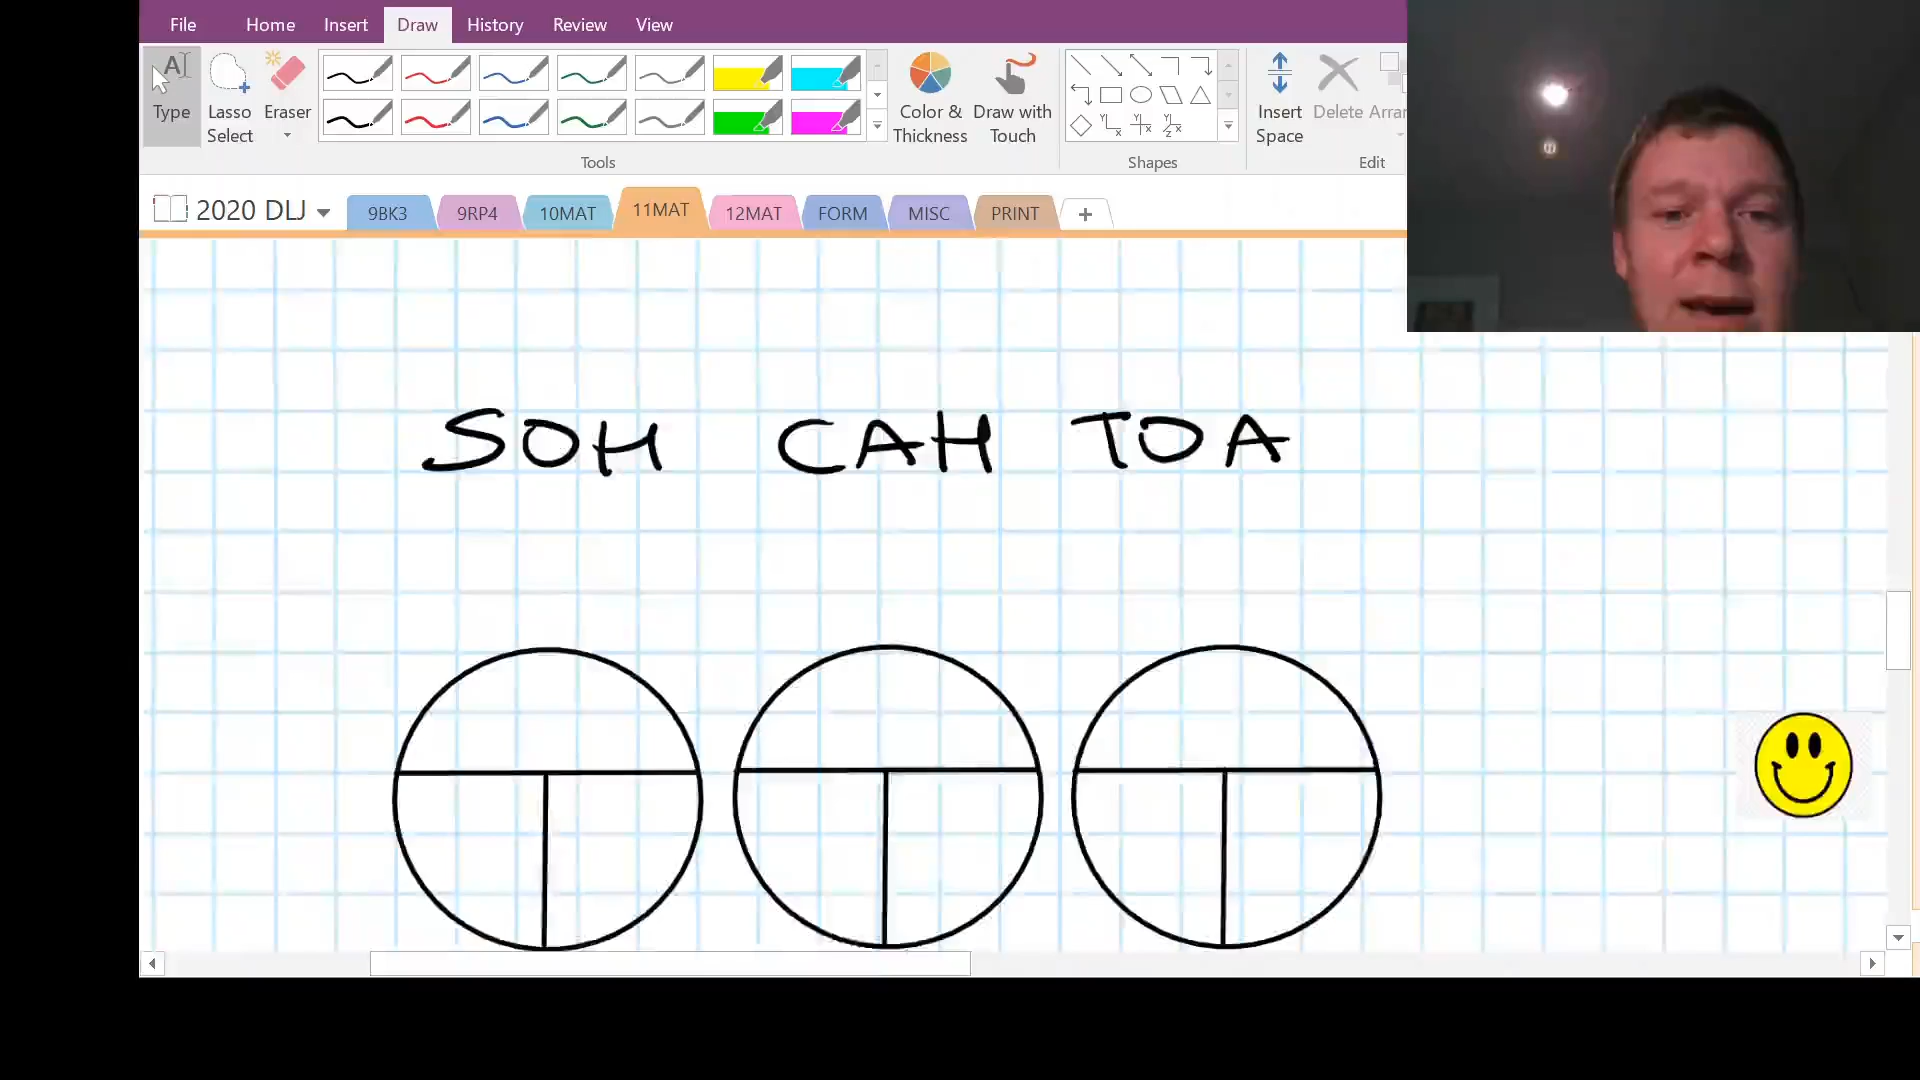 File Home Insert Draw History Review View
Type
Lasso Select
Eraser
Color & Thickness
Draw with Touch
Insert Space
Delete
Arran
Tools
Shapes
Edit
2020 DLJ 9BK3 9RP4 10MAT 11MAT 12MAT FORM MISC PRINT +
SOH CAH TOA